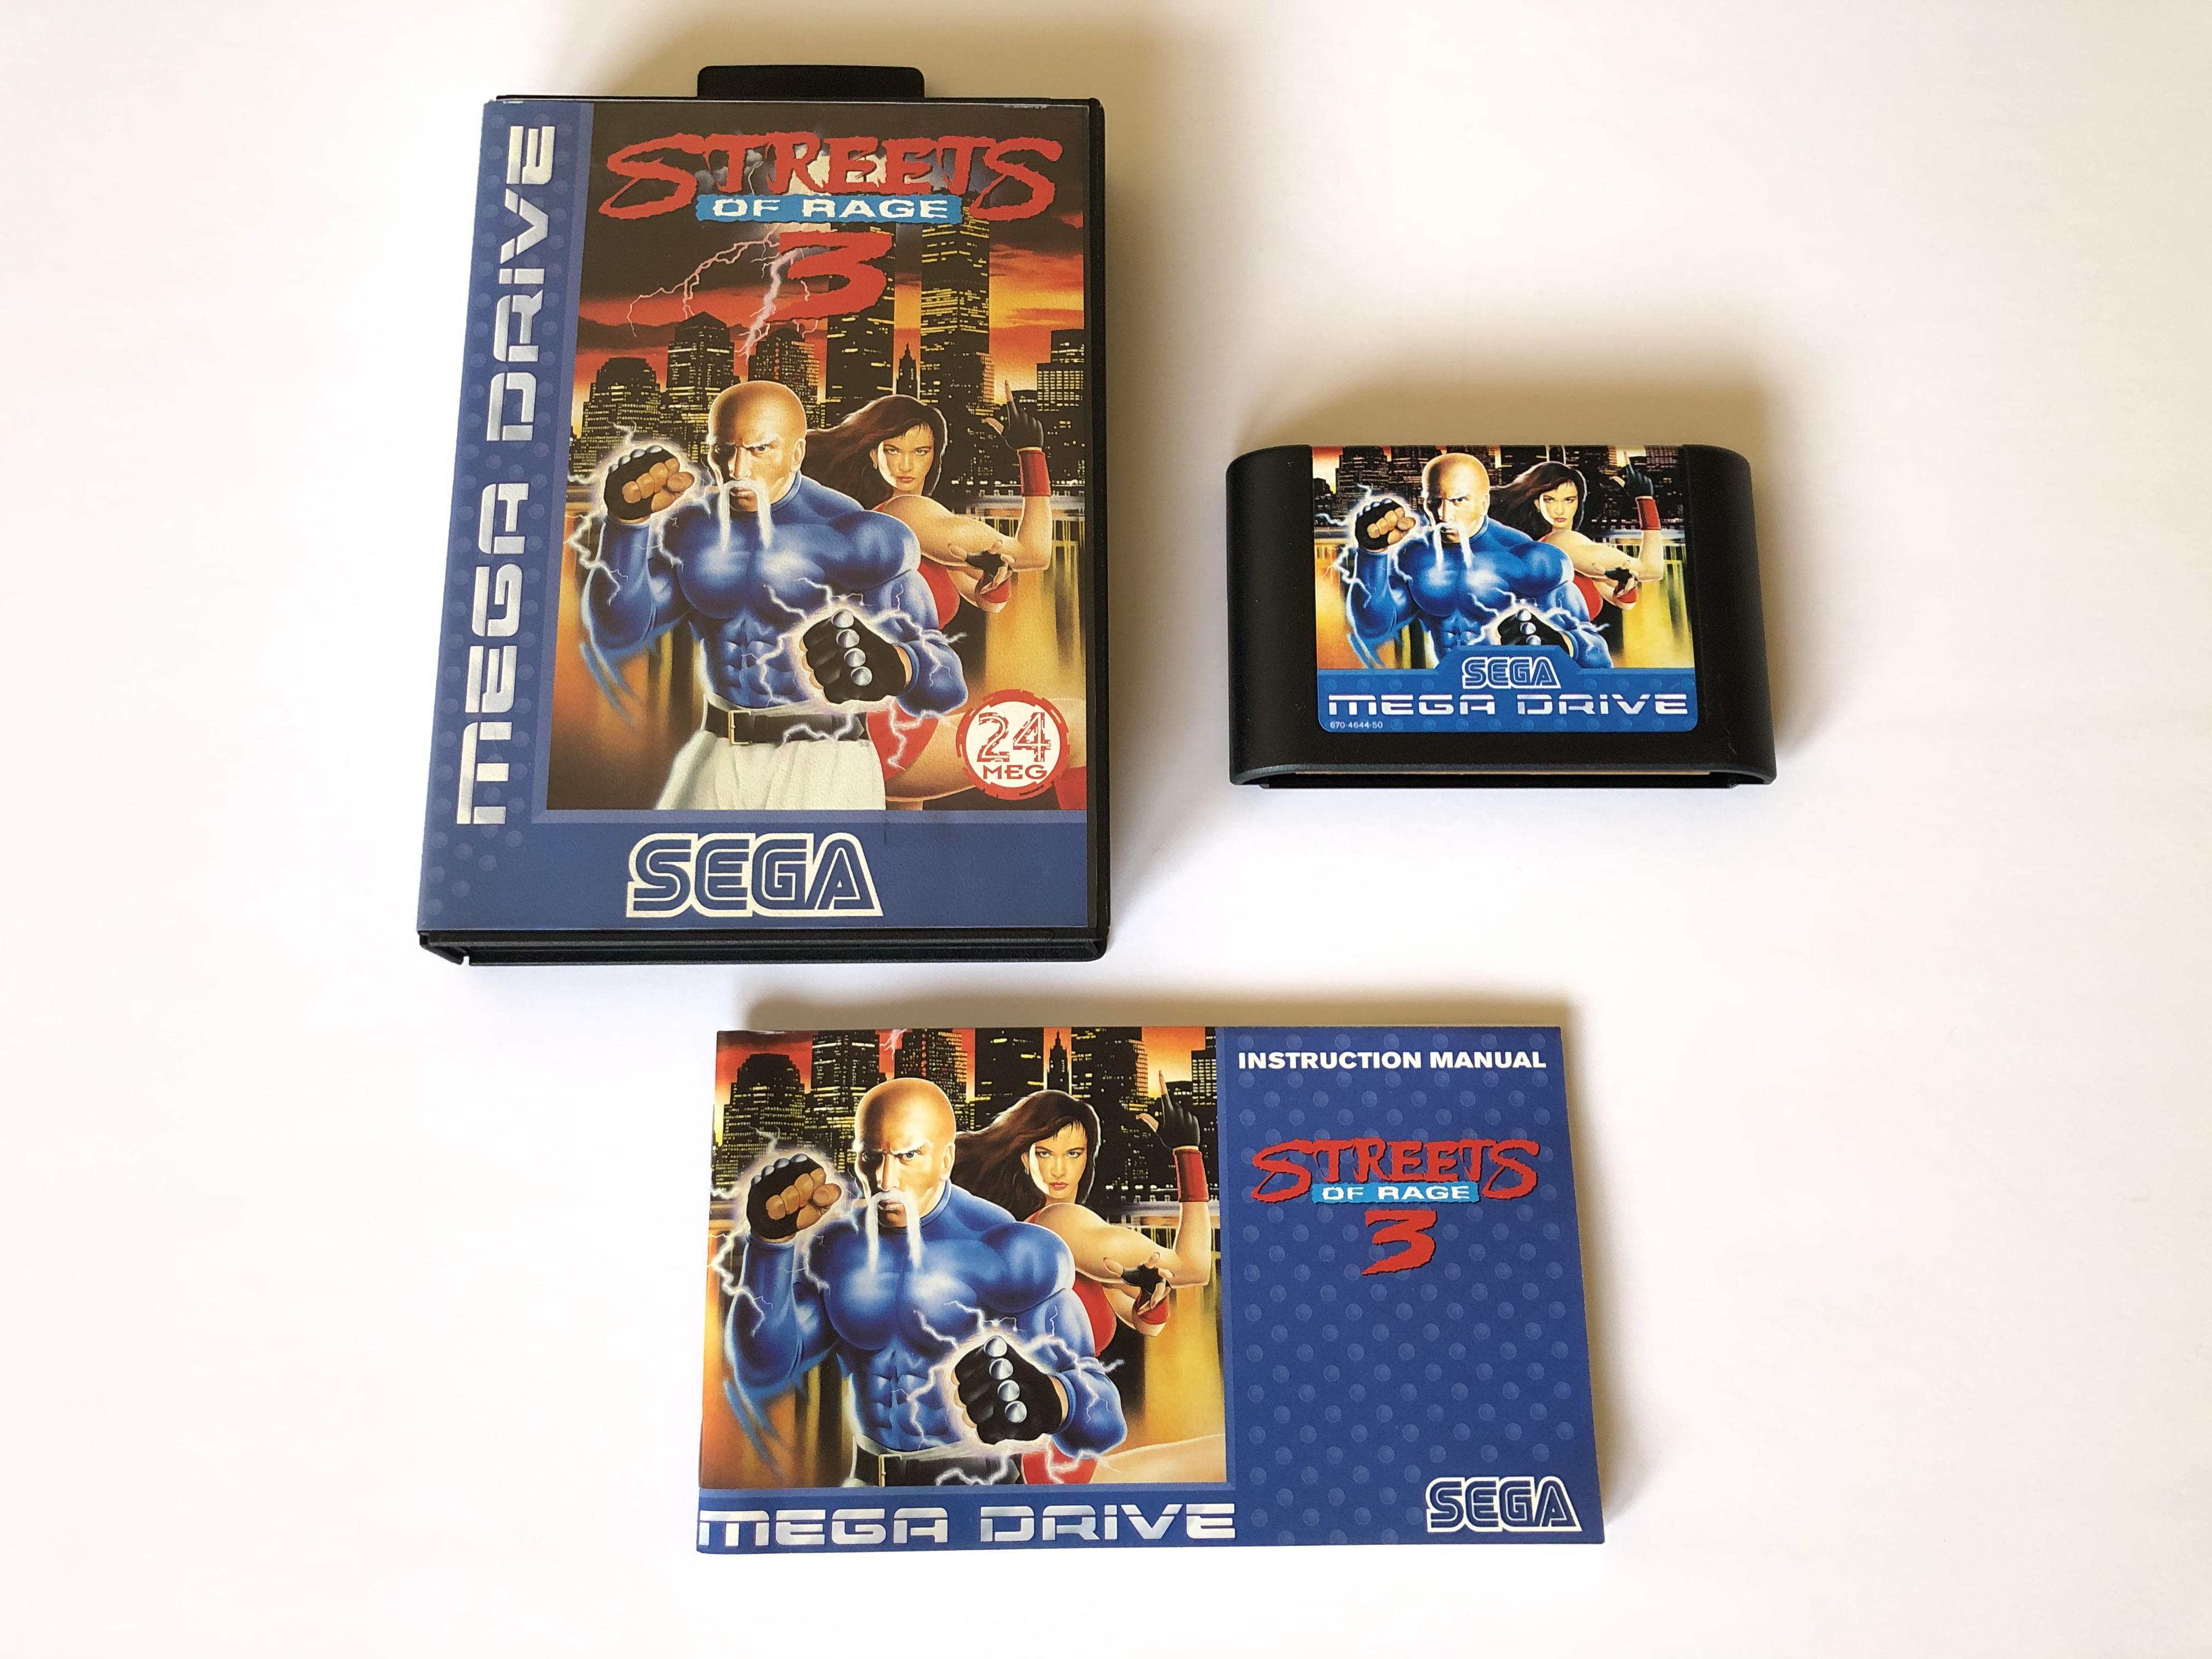 MEGA DRIVE
STREETS
OF RAGE
3
24
MEG
SEGA
SEGA
MEGA DRIVE
670-4644-50
INSTRUCTION MANUAL
STREETS
OF RAGE
3
MEGA DRIVE
SEGA